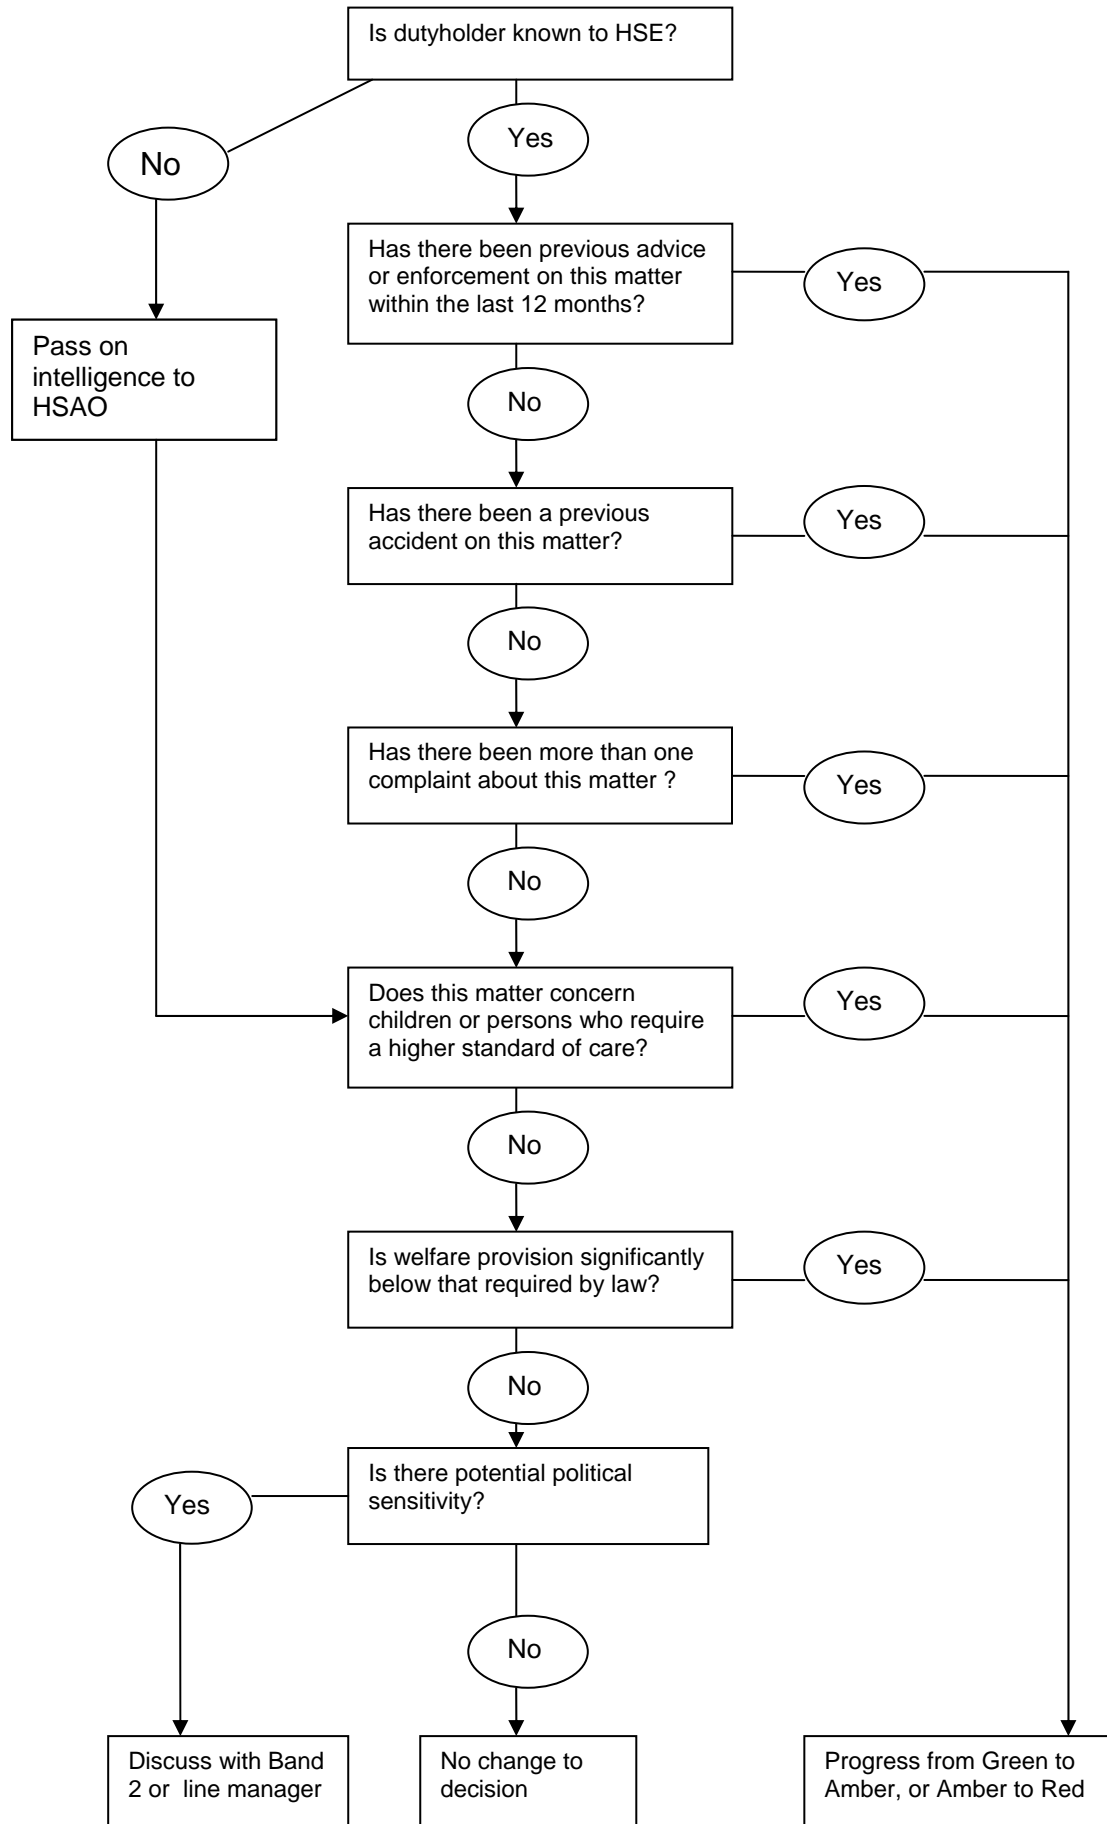 Is dutyholder known to HSE?
No
Yes
Has there been previous advice
or enforcement on this matter
within the last 12 months?
Yes
Pass on
intelligence to
HSAO
No
Has there been a previous
accident on this matter?
Yes
No
Has there been more than one
complaint about this matter ?
Yes
No
Does this matter concern
children or persons who require
a higher standard of care?
Yes
No
Is welfare provision significantly
below that required by law?
Yes
No
Is there potential political
sensitivity?
Yes
No
Discuss with Band
2 or  line manager
No change to
decision
Progress from Green to
Amber, or Amber to Red